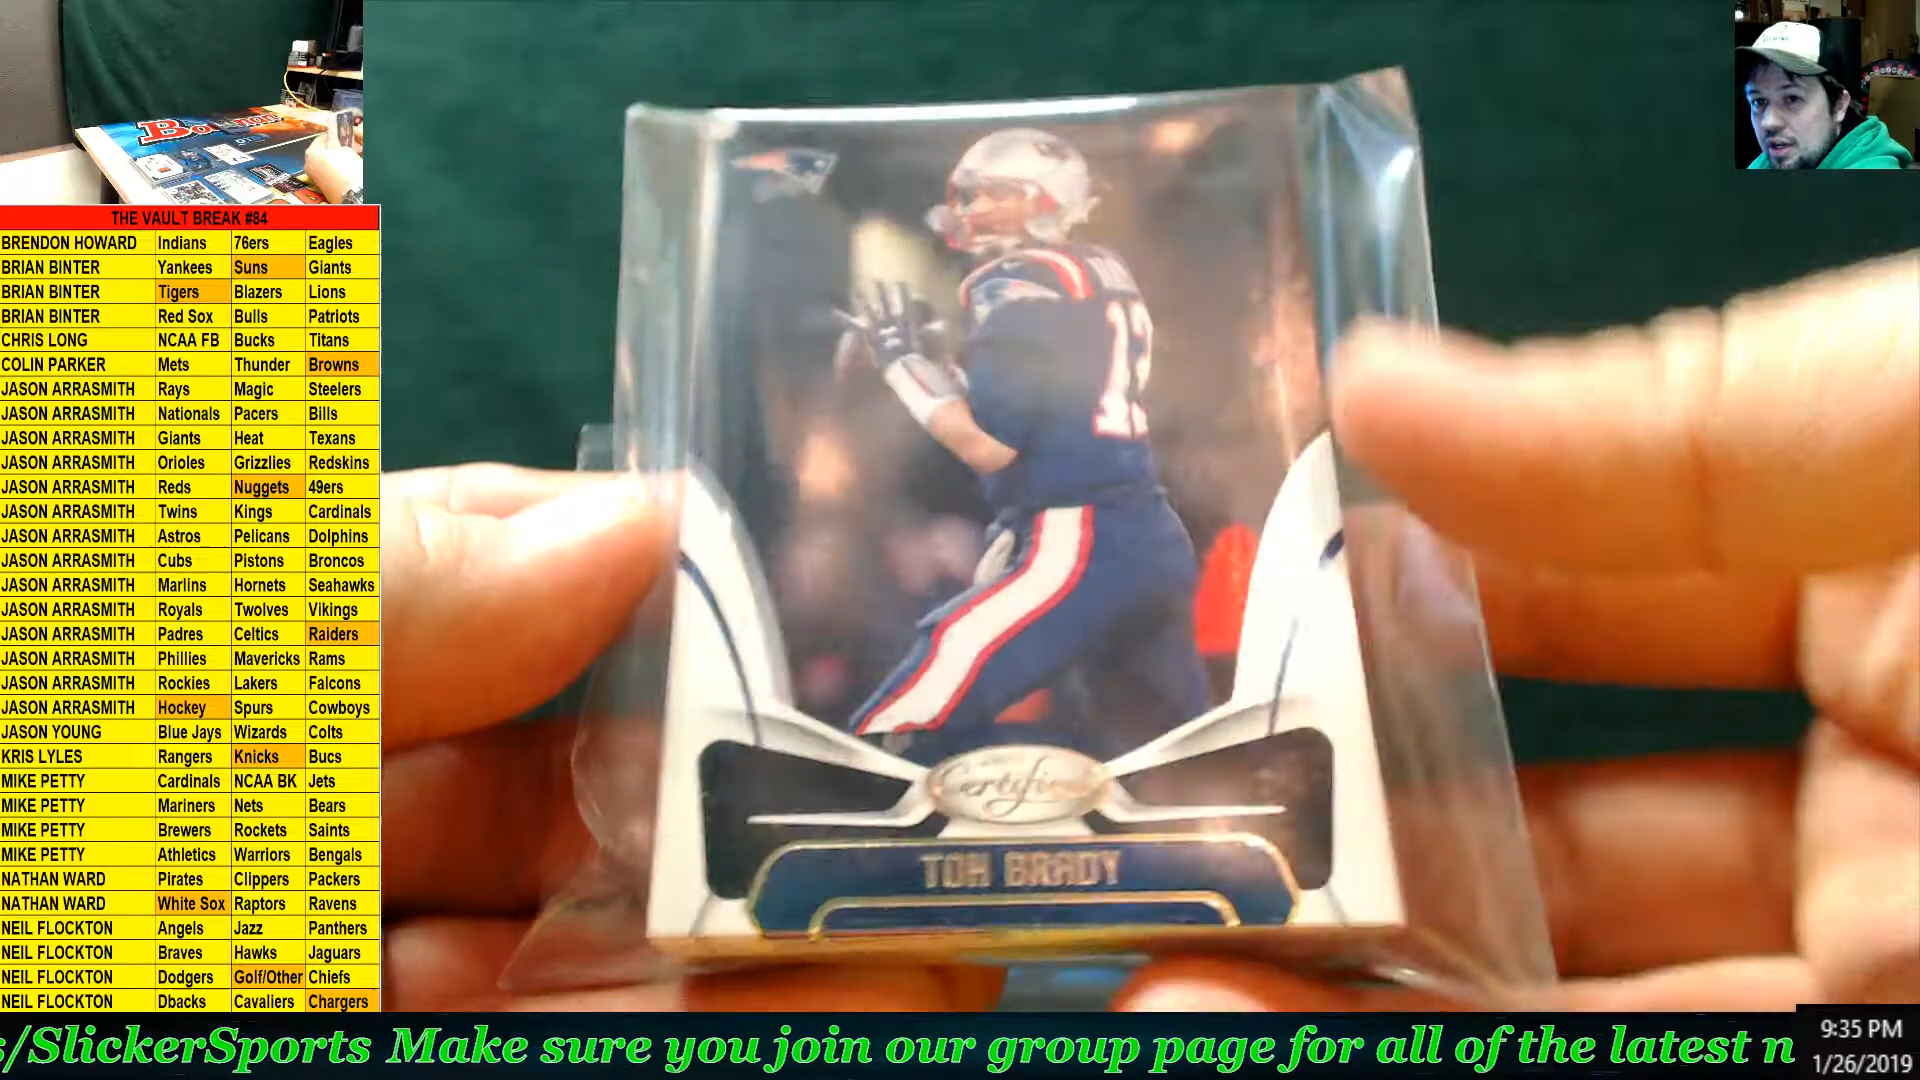 THE VAULT BREAK #84
BRENDON HOWARD Indians 76ers Eagles
BRIAN BINTER Yankees Suns Giants
BRIAN BINTER Tigers Blazers Lions
BRIAN BINTER Red Sox Bulls Patriots
CHRIS LONG NCAA FB Bucks Titans
COLIN PARKER Mets Thunder Browns
JASON ARRASMITH Rays Magic Steelers
JASON ARRASMITH Nationals Pacers Bills
JASON ARRASMITH Giants Heat Texans
JASON ARRASMITH Orioles Grizzlies Redskins
JASON ARRASMITH Reds Nuggets 49ers
JASON ARRASMITH Twins Kings Cardinals
JASON ARRASMITH Astros Pelicans Dolphins
JASON ARRASMITH Cubs Pistons Broncos
JASON ARRASMITH Marlins Hornets Seahawks
JASON ARRASMITH Royals Twolves Vikings
JASON ARRASMITH Padres Celtics Raiders
JASON ARRASMITH Phillies Mavericks Rams
JASON ARRASMITH Rockies Lakers Falcons
JASON ARRASMITH Hockey Spurs Cowboys
JASON YOUNG Blue Jays Wizards Colts
KRIS LYLES Rangers Knicks Bucs
MIKE PETTY Cardinals NCAA BK Jets
MIKE PETTY Mariners Nets Bears
MIKE PETTY Brewers Rockets Saints
MIKE PETTY Athletics Warriors Bengals
NATHAN WARD Pirates Clippers Packers
NATHAN WARD White Sox Raptors Ravens
NEIL FLOCKTON Angels Jazz Panthers
NEIL FLOCKTON Braves Hawks Jaguars
NEIL FLOCKTON Dodgers Golf/Other Chiefs
NEIL FLOCKTON Dbacks Cavaliers Chargers
12
Certified
TOM BRADY
s/SlickerSports Make sure you join our group page for all of the latest n
9:35 PM
1/26/2019